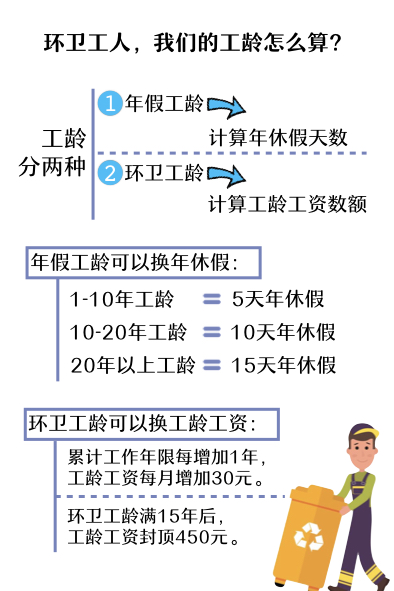 环卫工人，我们的工龄怎么算？
工龄
分两种
1 年假工龄
计算年休假天数
2 环卫工龄
计算工龄工资数额
年假工龄可以换年休假：
1-10年工龄 = 5天年休假
10-20年工龄 = 10天年休假
20年以上工龄 = 15天年休假
环卫工龄可以换工龄工资：
累计工作年限每增加1年，
工龄工资每月增加30元。
环卫工龄满15年后，
工龄工资封顶450元。